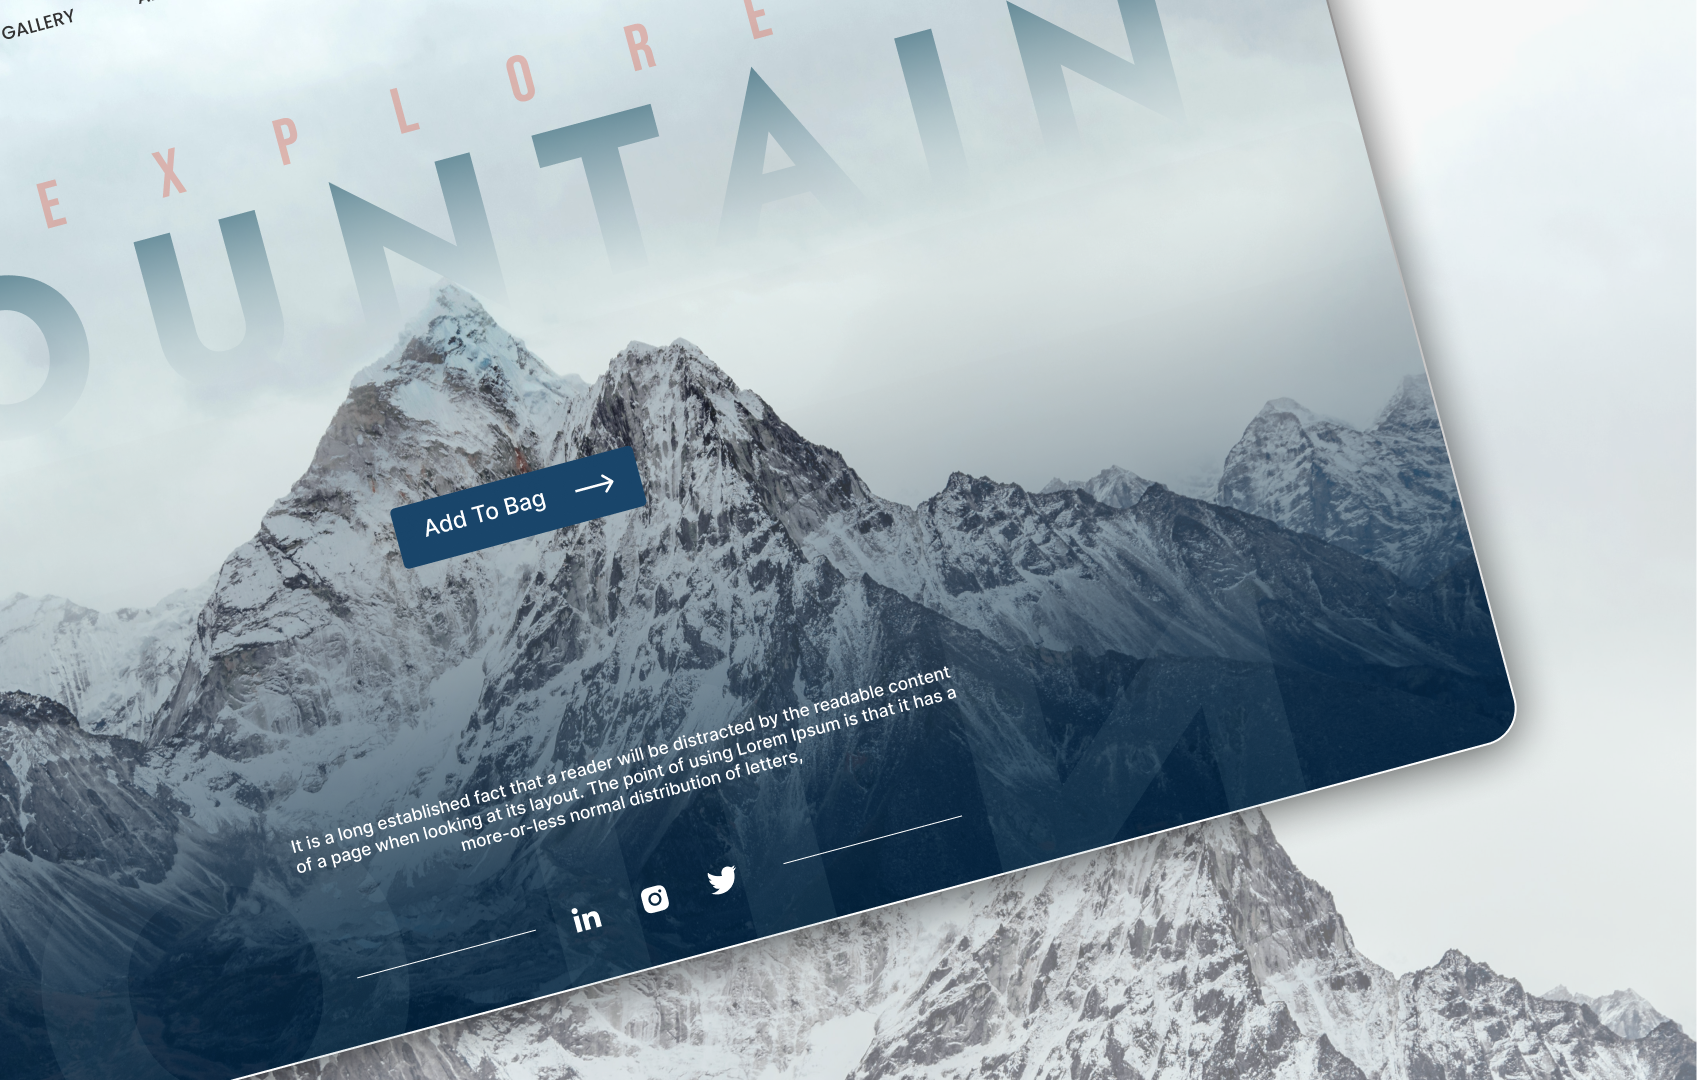 GALLERY
EXPLORE
OUNTAIN
Add To Bag
It is a long established fact that a reader will be distracted by the readable content
of a page when looking at its layout. The point of using Lorem Ipsum is that it has a
more-or-less normal distribution of letters,
in